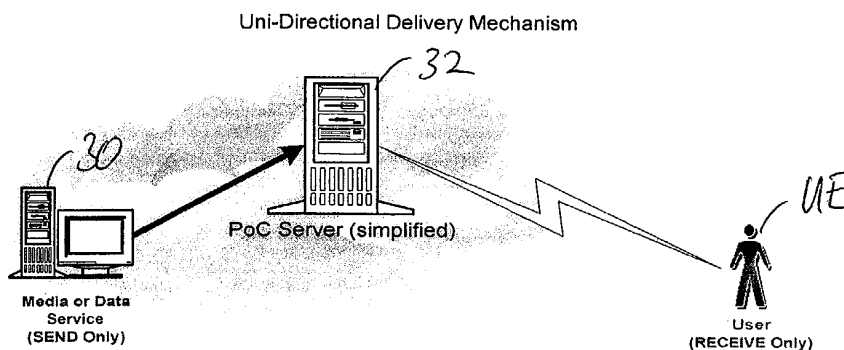 Uni-Directional Delivery Mechanism
32
30
PoC Server (simplified)
UE
Media or Data
Service
(SEND Only)
User
(RECEIVE Only)